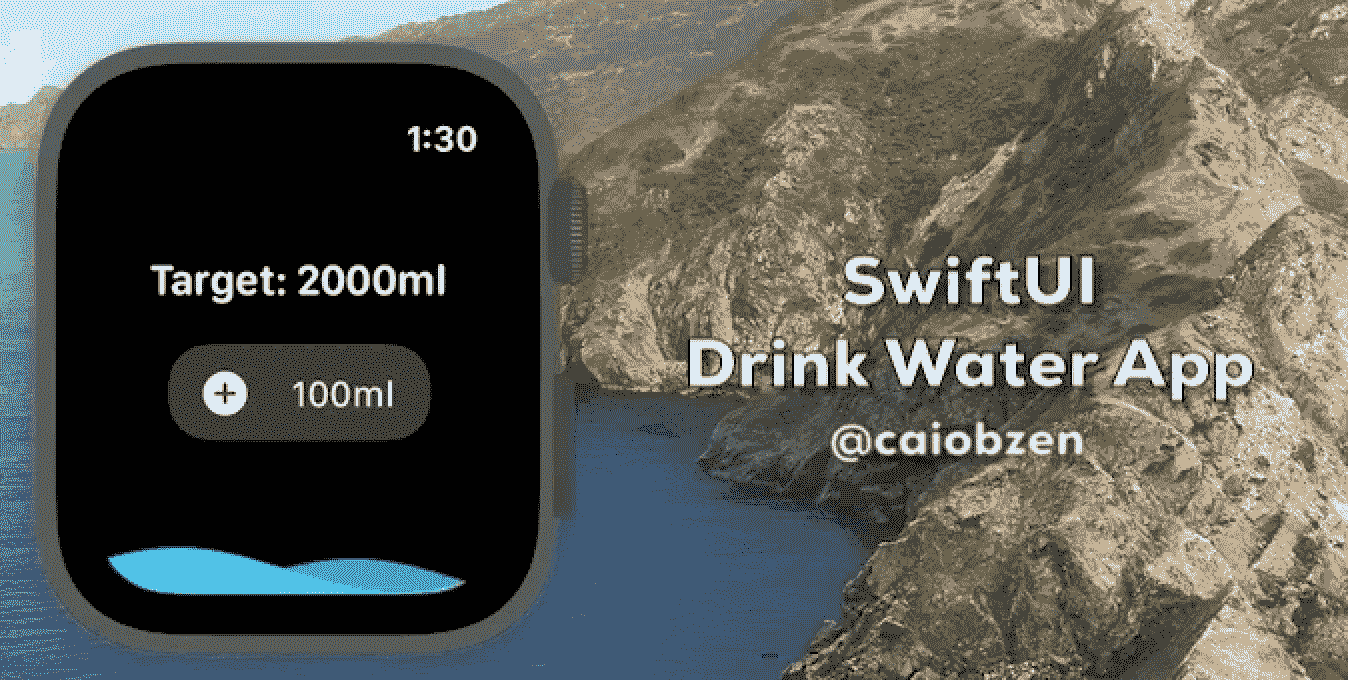 1:30
Target: 2000ml
100ml
SwiftUI
Drink Water App
@caiobzen